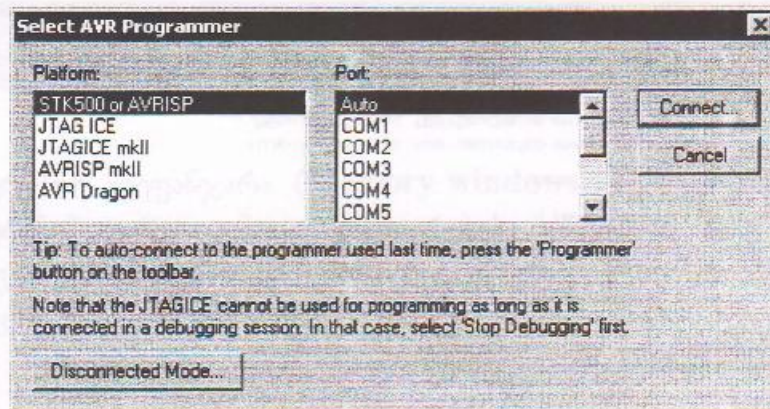 Select AVR Programmer
Platform:
Port:
STK500 or AVRISP
JTAG ICE
JTAGICE mkII
AVRISP mkII
AVR Dragon
Auto
COM1
COM2
COM3
COM4
COM5
Connect...
Cancel
Tip: To auto-connect to the programmer used last time, press the 'Programmer'
button on the toolbar.
Note that the JTAGICE cannot be used for programming as long as it is
connected in a debugging session. In that case, select 'Stop Debugging' first.
Disconnected Mode...